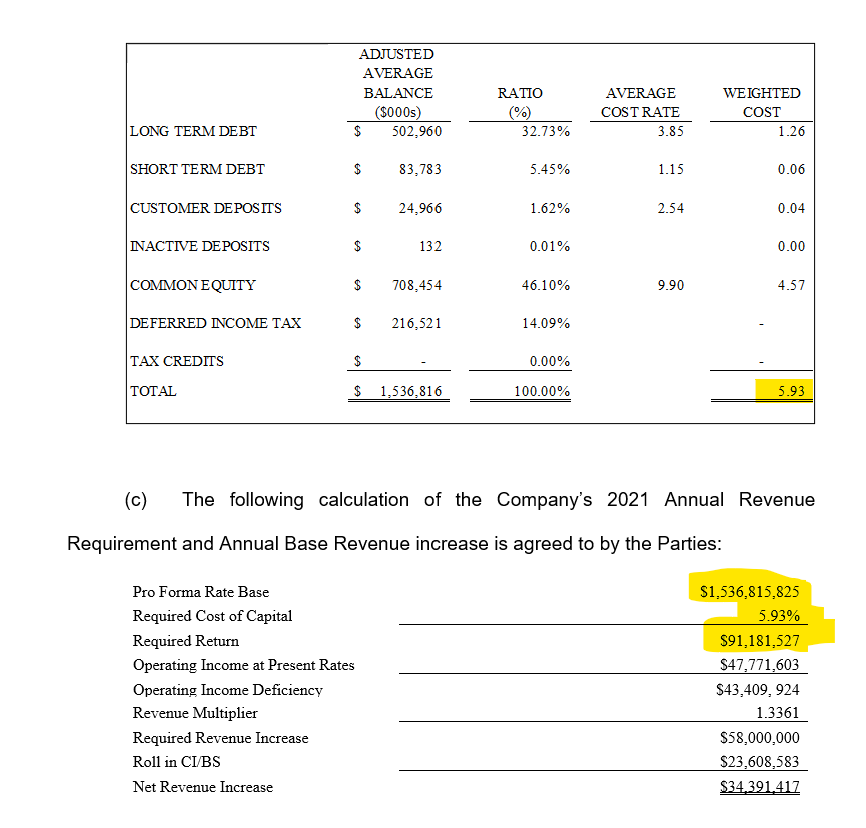 ADJUSTED
AVERAGE
BALANCE RATIO AVERAGE WEIGHTED
($000s) (%) COST RATE COST
LONG TERM DEBT $ 502,960 32.73% 3.85 1.26
SHORT TERM DEBT $ 83,783 5.45% 1.15 0.06
CUSTOMER DEPOSITS $ 24,966 1.62% 2.54 0.04
INACTIVE DEPOSITS $ 132 0.01% 0.00
COMMON EQUITY $ 708,454 46.10% 9.90 4.57
DEFERRED INCOME TAX $ 216,521 14.09% -
TAX CREDITS $ - 0.00% -
TOTAL $ 1,536,816 100.00% 5.93
(c) The following calculation of the Company’s 2021 Annual Revenue
Requirement and Annual Base Revenue increase is agreed to by the Parties:
Pro Forma Rate Base $1,536,815,825
Required Cost of Capital 5.93%
Required Return $91,181,527
Operating Income at Present Rates $47,771,603
Operating Income Deficiency $43,409, 924
Revenue Multiplier 1.3361
Required Revenue Increase $58,000,000
Roll in CI/BS $23,608,583
Net Revenue Increase $34,391,417